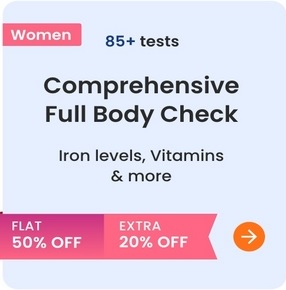 Women
85+ tests
Comprehensive
Full Body Check
Iron levels, Vitamins
& more
FLAT
50% OFF
EXTRA
20% OFF